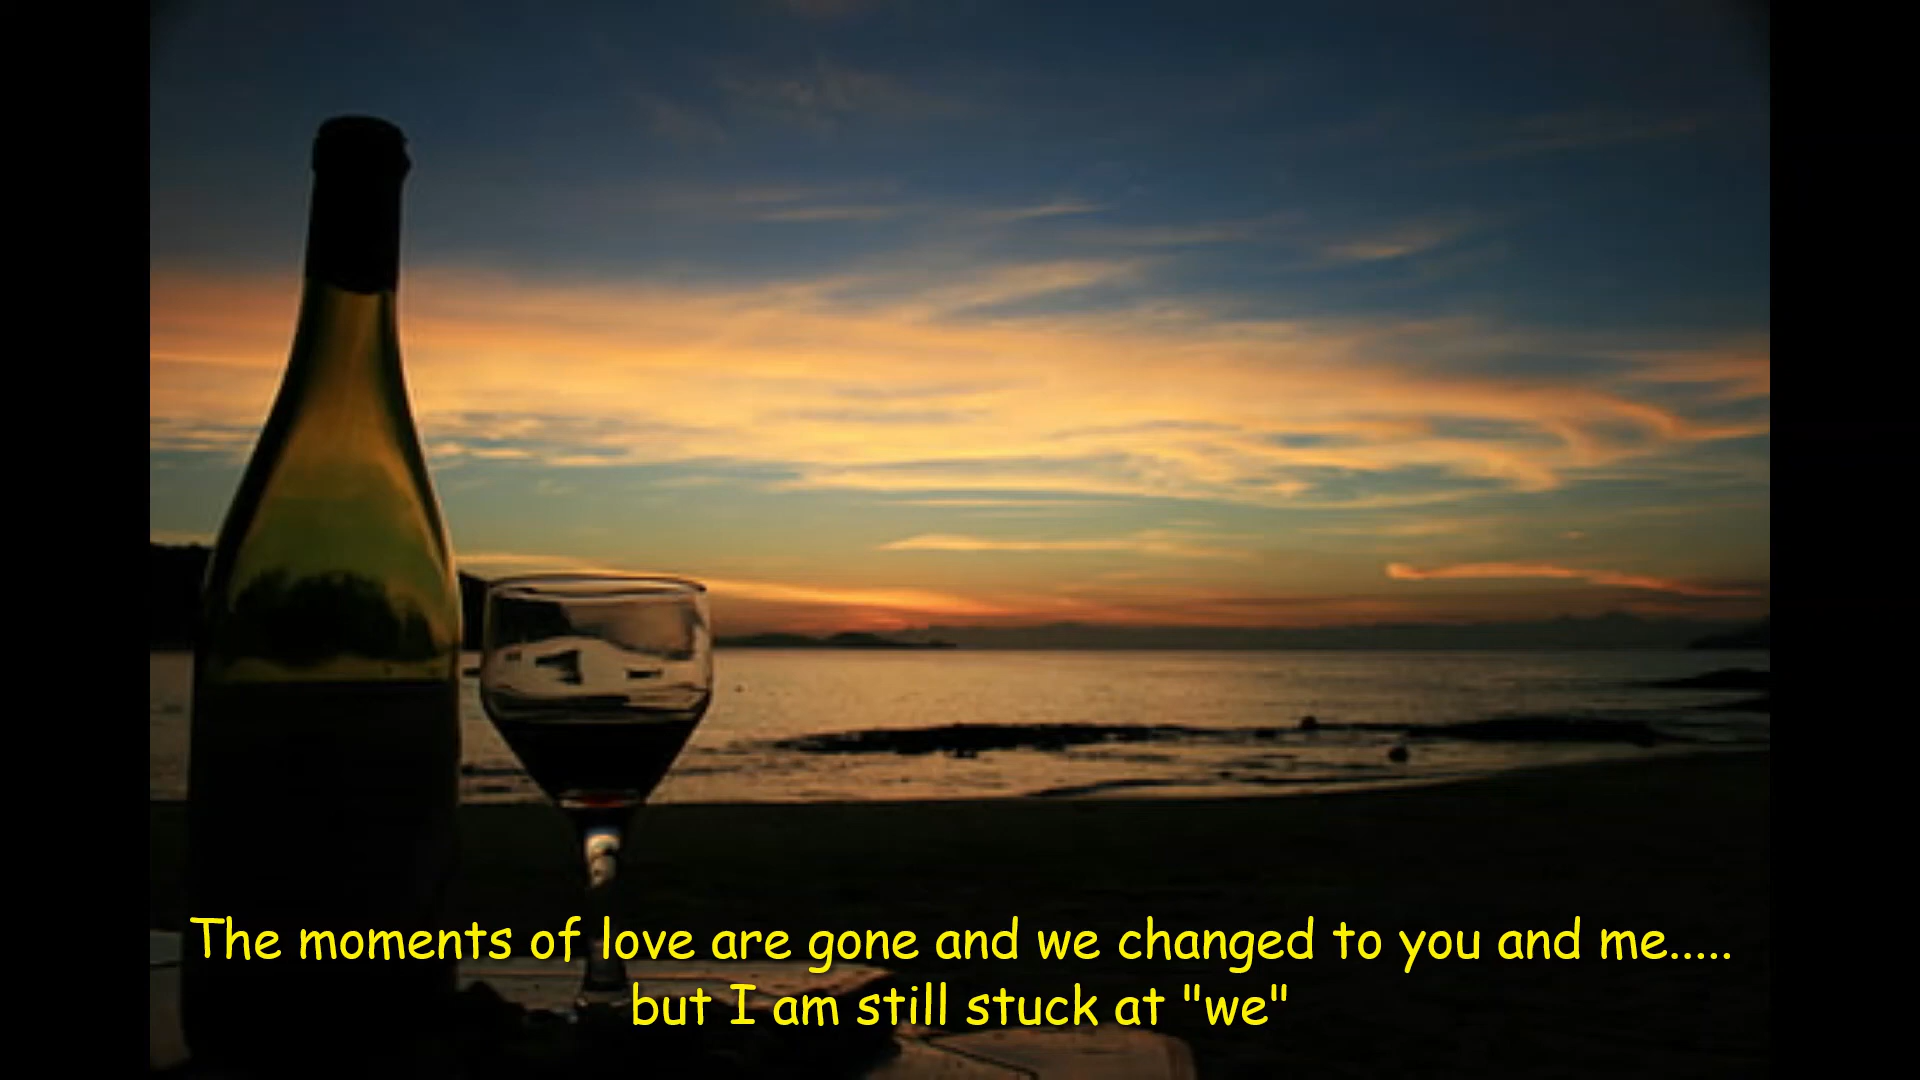 The moments of love are gone and we changed to you and me.....
but I am still stuck at "we"